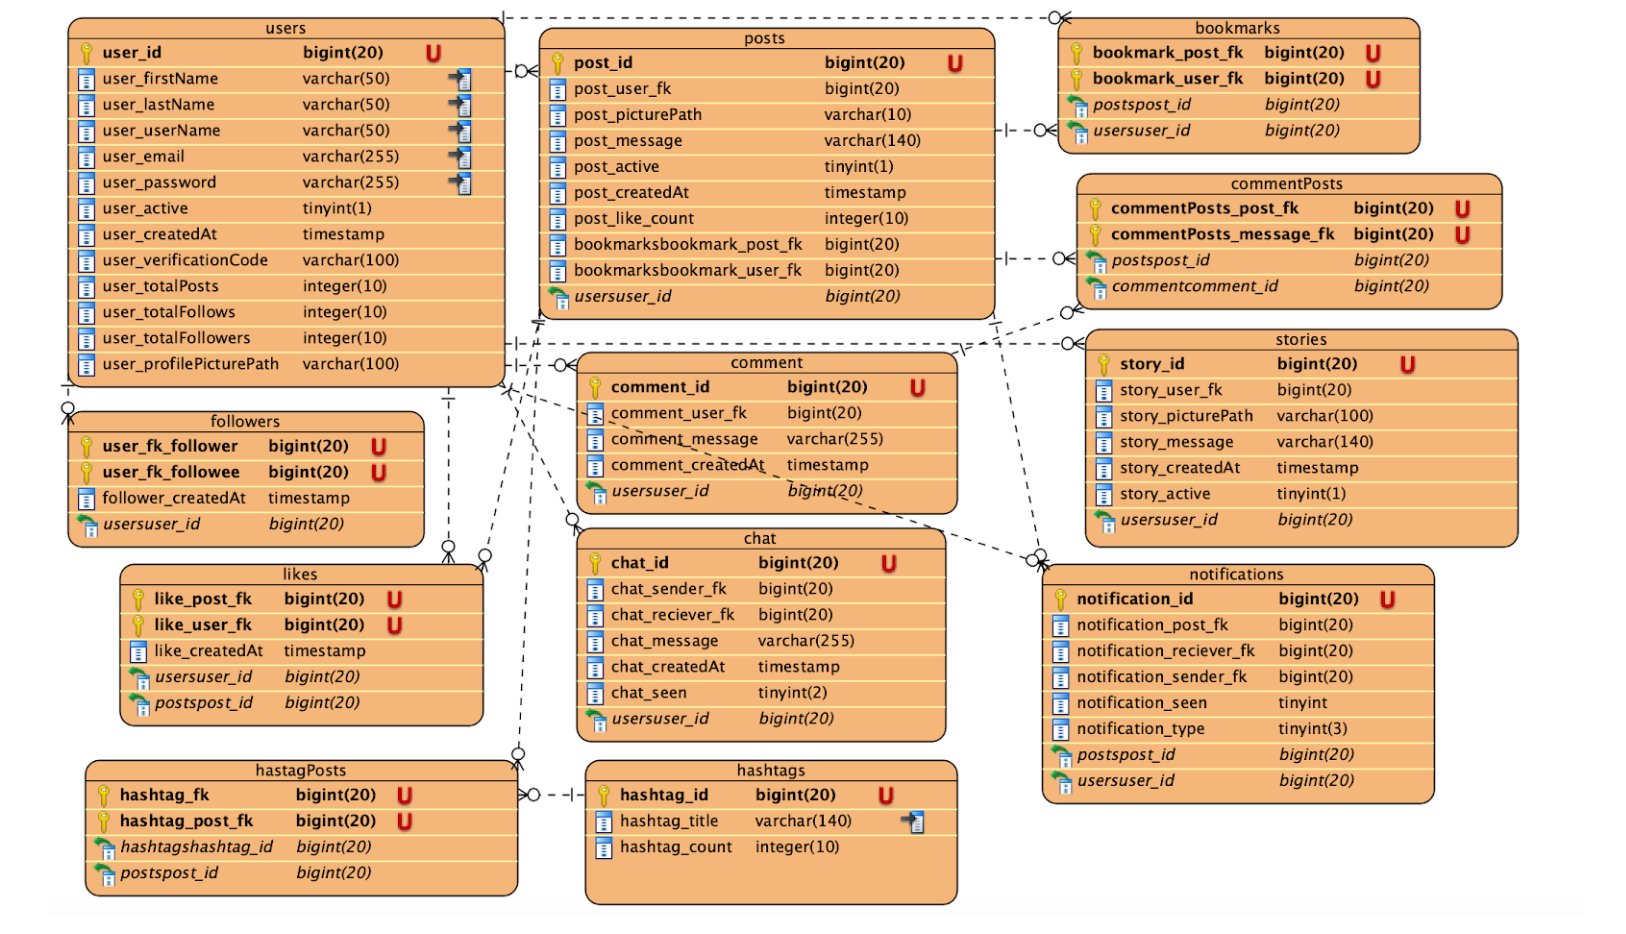 users
user_id bigint(20) U
user_firstName varchar(50)
user_lastName varchar(50)
user_userName varchar(50)
user_email varchar(255)
user_password varchar(255)
user_active tinyint(1)
user_createdAt timestamp
user_verificationCode varchar(100)
user_totalPosts integer(10)
user_totalFollows integer(10)
user_totalFollowers integer(10)
user_profilePicturePath varchar(100)
posts
post_id bigint(20) U
post_user_fk bigint(20)
post_picturePath varchar(10)
post_message varchar(140)
post_active tinyint(1)
post_createdAt timestamp
post_like_count integer(10)
bookmarksbookmark_post_fk bigint(20)
bookmarksbookmark_user_fk bigint(20)
usersuser_id bigint(20)
bookmarks
bookmark_post_fk bigint(20) U
bookmark_user_fk bigint(20) U
postspost_id bigint(20)
usersuser_id bigint(20)
commentPosts
commentPosts_post_fk bigint(20) U
commentPosts_message_fk bigint(20) U
postspost_id bigint(20)
commentcomment_id bigint(20)
stories
story_id bigint(20) U
story_user_fk bigint(20)
story_picturePath varchar(100)
story_message varchar(140)
story_createdAt timestamp
story_active tinyint(1)
usersuser_id bigint(20)
comment
comment_id bigint(20) U
comment_user_fk bigint(20)
comment_message varchar(255)
comment_createdAt timestamp
usersuser_id bigint(20)
followers
user_fk_follower bigint(20) U
user_fk_followee bigint(20) U
follower_createdAt timestamp
usersuser_id bigint(20)
likes
like_post_fk bigint(20) U
like_user_fk bigint(20) U
like_createdAt timestamp
usersuser_id bigint(20)
postspost_id bigint(20)
chat
chat_id bigint(20) U
chat_sender_fk bigint(20)
chat_reciever_fk bigint(20)
chat_message varchar(255)
chat_createdAt timestamp
chat_seen tinyint(2)
usersuser_id bigint(20)
notifications
notification_id bigint(20) U
notification_post_fk bigint(20)
notification_reciever_fk bigint(20)
notification_sender_fk bigint(20)
notification_seen tinyint
notification_type tinyint(3)
postspost_id bigint(20)
usersuser_id bigint(20)
hastagPosts
hashtag_fk bigint(20) U
hashtag_post_fk bigint(20) U
hashtagshashtag_id bigint(20)
postspost_id bigint(20)
hashtags
hashtag_id bigint(20) U
hashtag_title varchar(140)
hashtag_count integer(10)